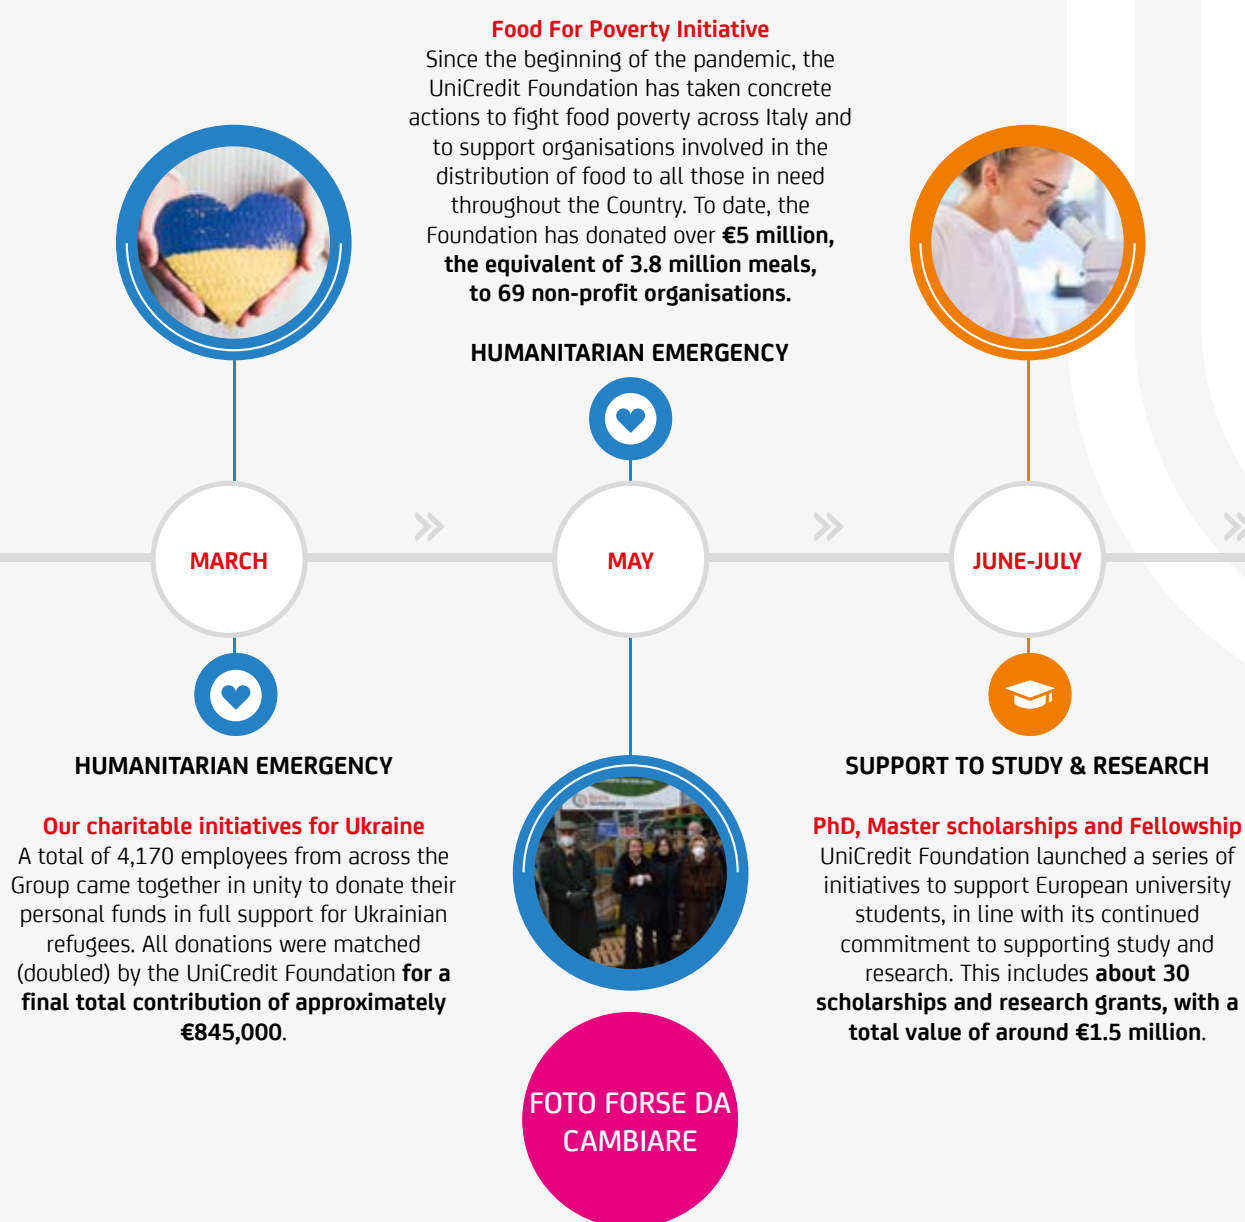 Food For Poverty Initiative
Since the beginning of the pandemic, the
UniCredit Foundation has taken concrete
actions to fight food poverty across Italy and
to support organisations involved in the
distribution of food to all those in need
throughout the Country. To date, the
Foundation has donated over €5 million,
the equivalent of 3.8 million meals,
to 69 non-profit organisations.
HUMANITARIAN EMERGENCY
MARCH
MAY
JUNE-JULY
HUMANITARIAN EMERGENCY
Our charitable initiatives for Ukraine
A total of 4,170 employees from across the
Group came together in unity to donate their
personal funds in full support for Ukrainian
refugees. All donations were matched
(doubled) by the UniCredit Foundation for a
final total contribution of approximately
€845,000.
SUPPORT TO STUDY & RESEARCH
PhD, Master scholarships and Fellowship
UniCredit Foundation launched a series of
initiatives to support European university
students, in line with its continued
commitment to supporting study and
research. This includes about 30
scholarships and research grants, with a
total value of around €1.5 million.
FOTO FORSE DA
CAMBIARE